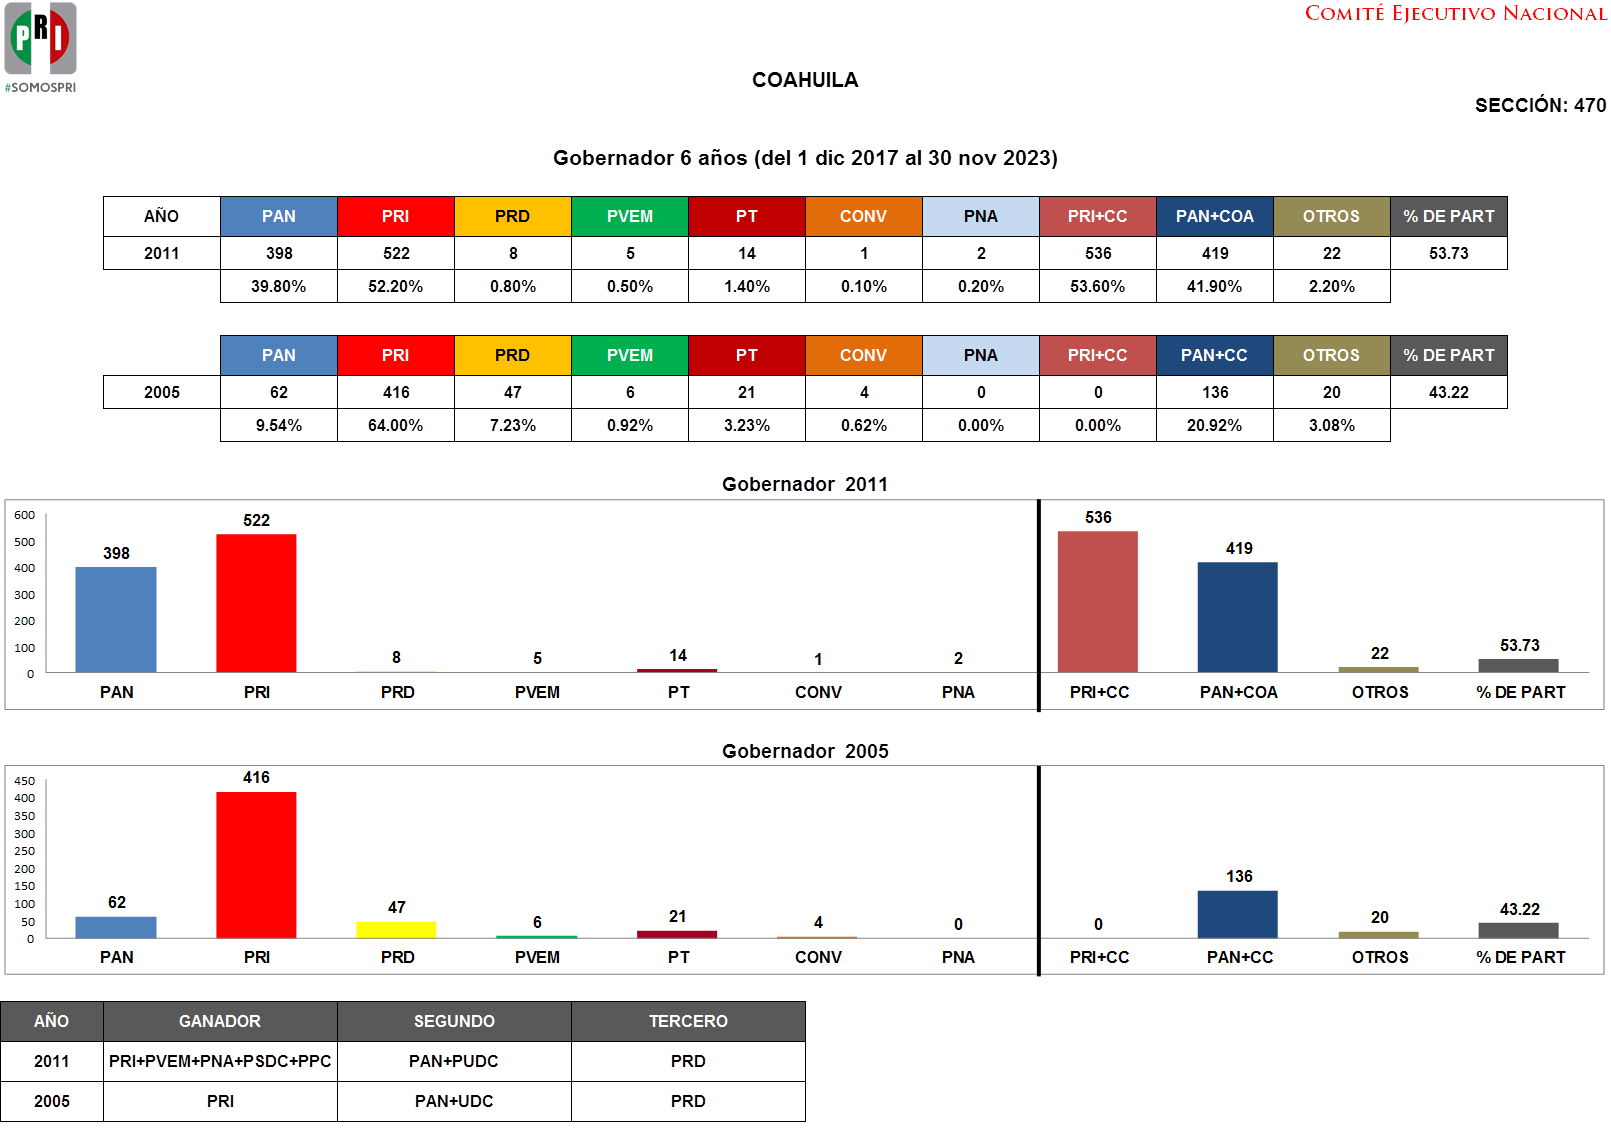 PRI
#SOMOSPRI
COMITÉ EJECUTIVO NACIONAL
COAHUILA
SECCIÓN: 470
Gobernador 6 años (del 1 dic 2017 al 30 nov 2023)
AÑO PAN PRI PRD PVEM PT CONV PNA PRI+CC PAN+COA OTROS % DE PART
2011 398 522 8 5 14 1 2 536 419 22 53.73
39.80% 52.20% 0.80% 0.50% 1.40% 0.10% 0.20% 53.60% 41.90% 2.20%
PAN PRI PRD PVEM PT CONV PNA PRI+CC PAN+CC OTROS % DE PART
2005 62 416 47 6 21 4 0 0 136 20 43.22
9.54% 64.00% 7.23% 0.92% 3.23% 0.62% 0.00% 0.00% 20.92% 3.08%
Gobernador 2011
600
500
400
300
200
100
0
398 522 8 5 14 1 2 536 419 22 53.73
PAN PRI PRD PVEM PT CONV PNA PRI+CC PAN+COA OTROS % DE PART
Gobernador 2005
450
400
350
300
250
200
150
100
50
0
62 416 47 6 21 4 0 0 136 20 43.22
PAN PRI PRD PVEM PT CONV PNA PRI+CC PAN+CC OTROS % DE PART
AÑO GANADOR SEGUNDO TERCERO
2011 PRI+PVEM+PNA+PSDC+PPC PAN+PUDC PRD
2005 PRI PAN+UDC PRD